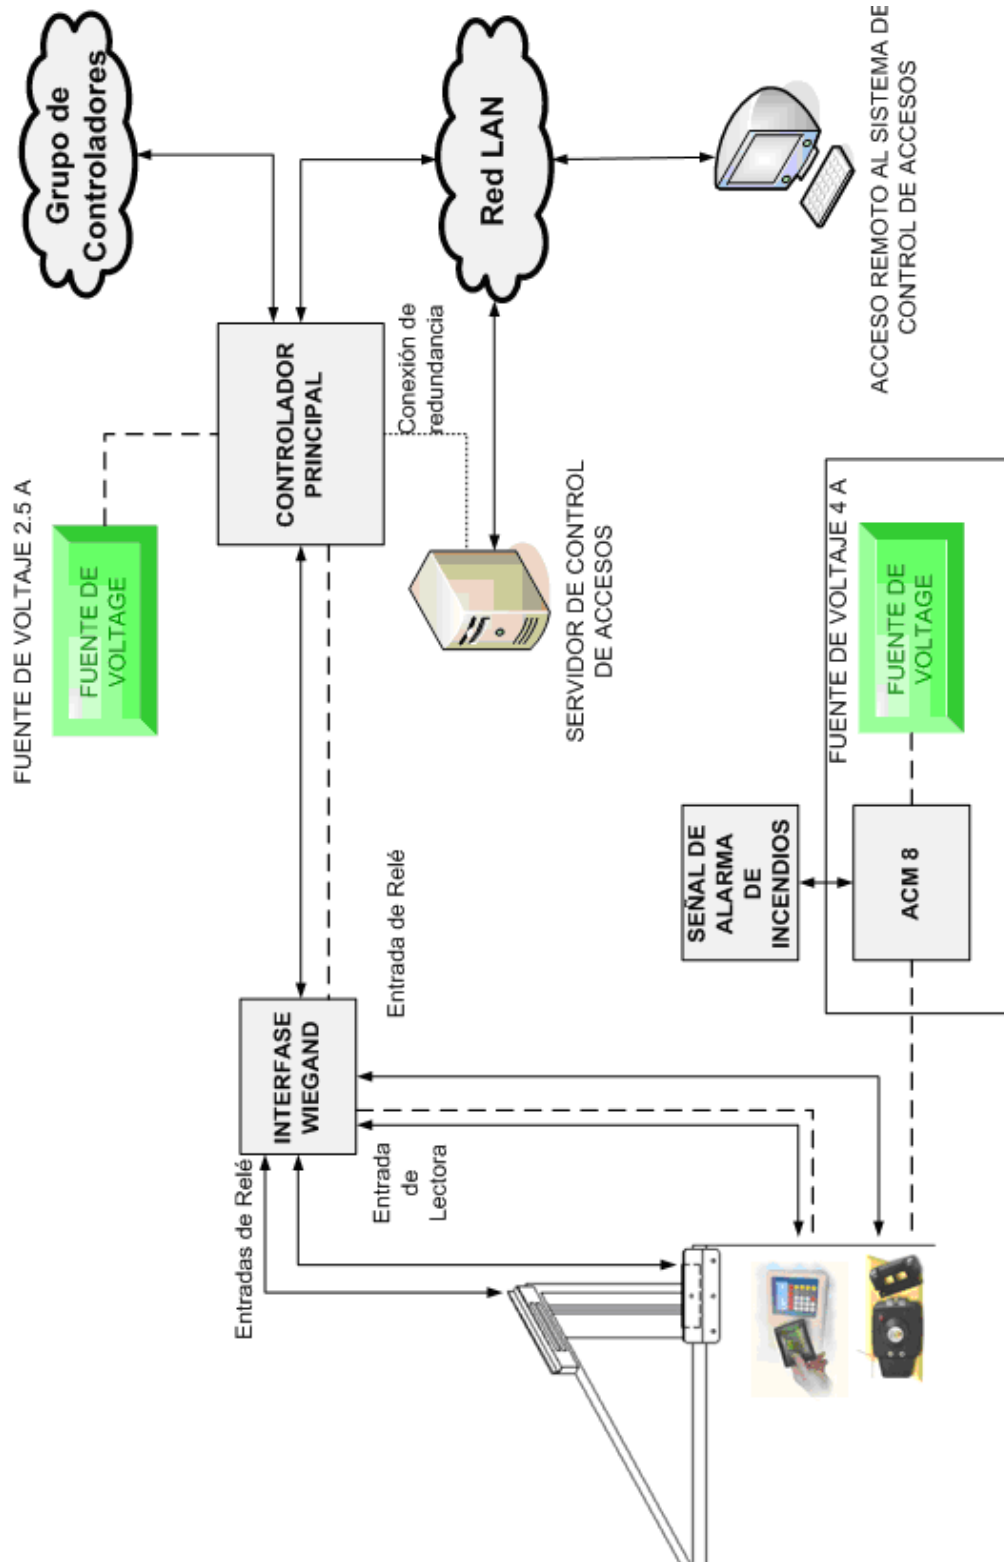 Grupo de
Controladores
Red LAN
ACCESO REMOTO AL SISTEMA DE
CONTROL DE ACCESOS
FUENTE DE VOLTAJE 2.5 A
FUENTE DE
VOLTAGE
CONTROLADOR
PRINCIPAL
Conexión de
redundancia
SERVIDOR DE CONTROL
DE ACCESOS
FUENTE DE VOLTAJE 4 A
FUENTE DE
VOLTAGE
Entrada de Relé
SEÑAL DE
ALARMA
DE
INCENDIOS
ACM 8
INTERFASE
WIEGAND
Entradas de Relé
Entrada
de
Lectora